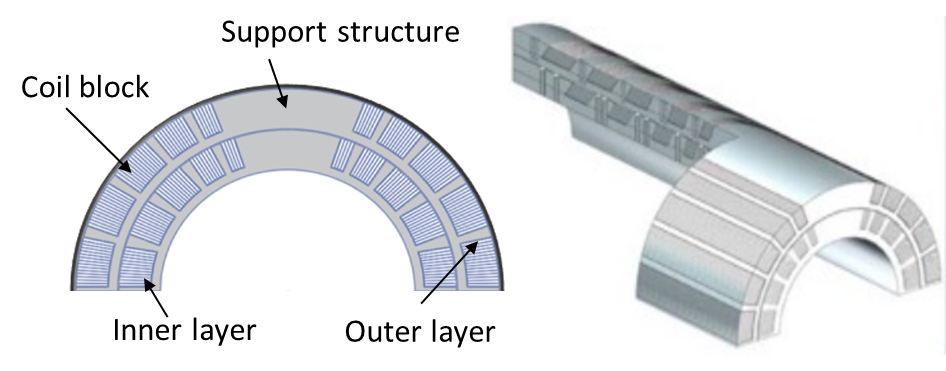 Support structure
Coil block
Inner layer
Outer layer